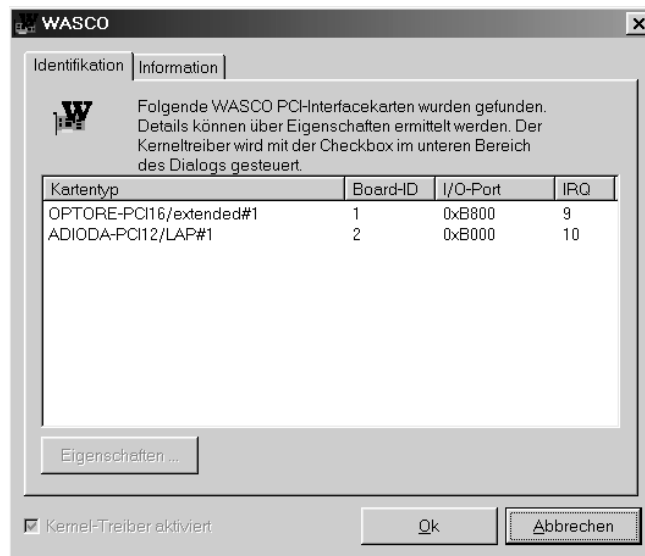 WASCO
Identifikation Information
Folgende WASCO PCI-Interfacekarten wurden gefunden.
Details können über Eigenschaften ermittelt werden. Der
Kerneltreiber wird mit der Checkbox im unteren Bereich
des Dialogs gesteuert.
Kartentyp Board-ID I/O-Port IRQ
OPTORE-PCI16/extended#1 1 0xB800 9
ADIODA-PCI12/LAP#1 2 0xB000 10
Eigenschaften ...
Kernel-Treiber aktiviert Ok Abbrechen